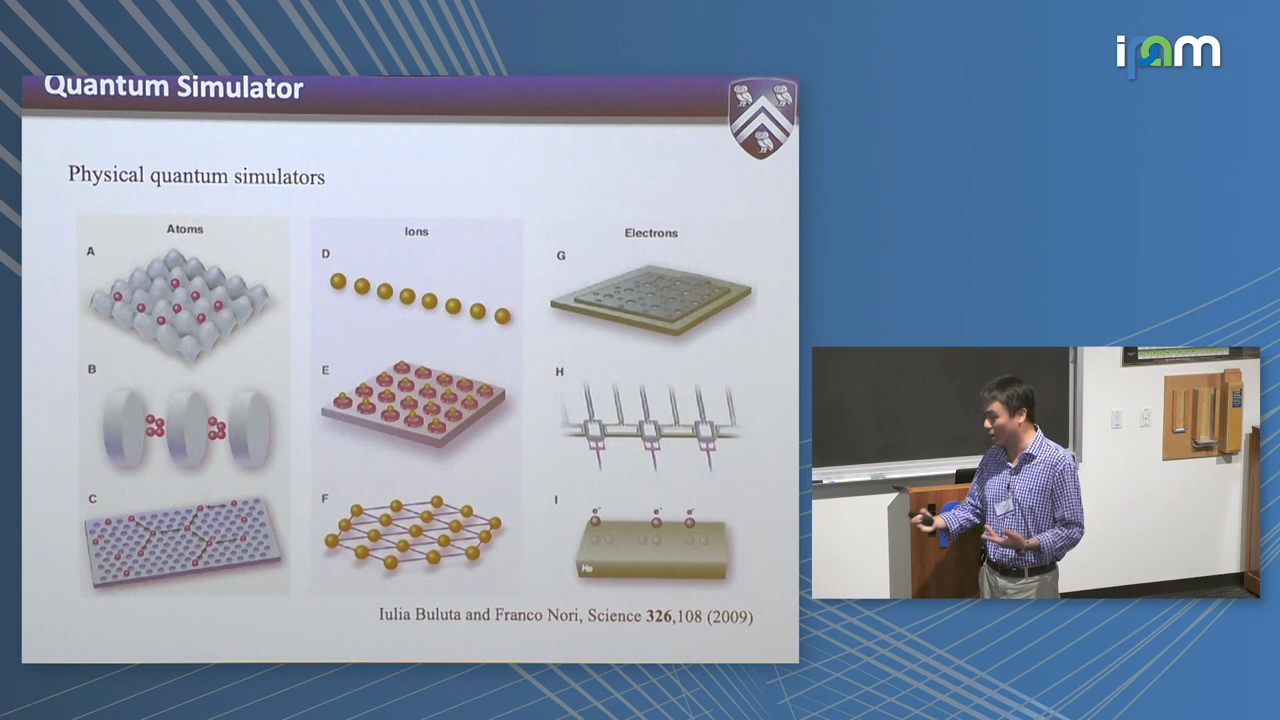 ipam
Quantum Simulator
Physical quantum simulators
Atoms
Ions
Electrons
A
D
G
B
E
H
C
F
I
e-
e-
e-
He
Iulia Buluta and Franco Nori, Science 326,108 (2009)